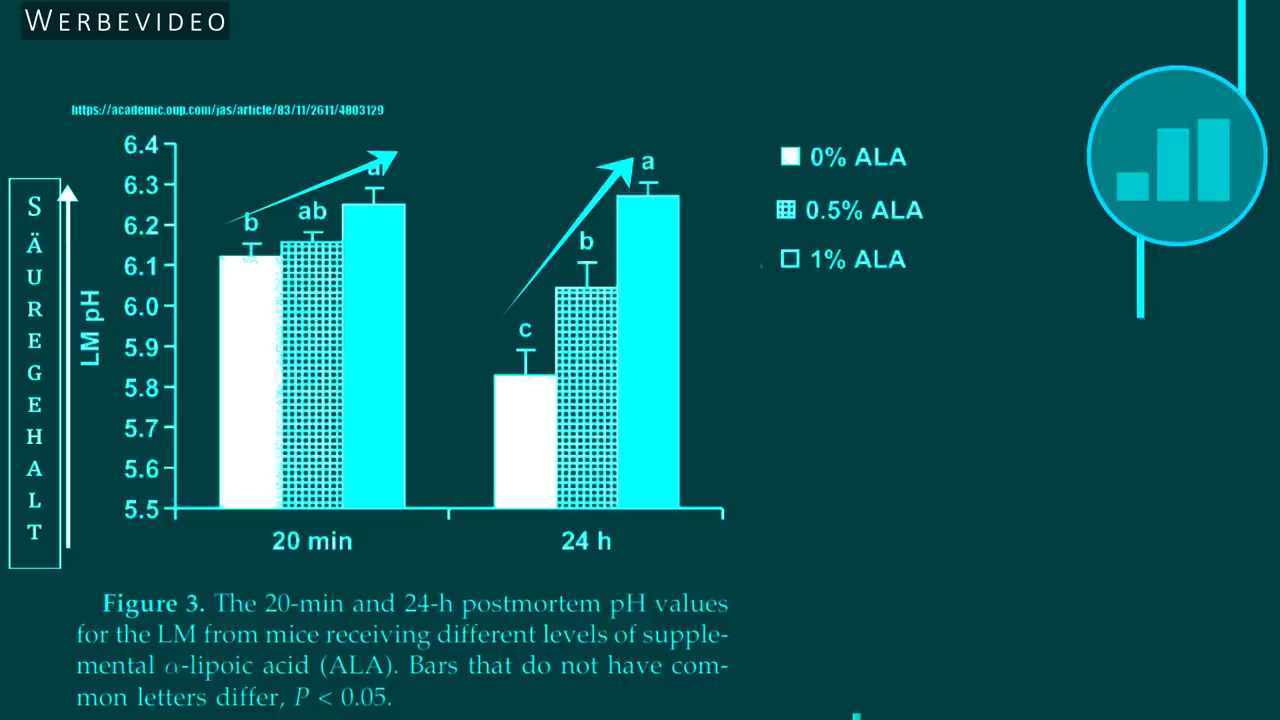 WERBEVIDEO
https://academic.oup.com/jas/article/83/11/2611/4803129
SÄUREGEHALT
LM pH
6.4
6.3
6.2
6.1
6.0
5.9
5.8
5.7
5.6
5.5
b
ab
a
c
b
a
20 min
24 h
0% ALA
0.5% ALA
1% ALA
Figure 3. The 20-min and 24-h postmortem pH values
for the LM from mice receiving different levels of supple-
mental α-lipoic acid (ALA). Bars that do not have com-
mon letters differ, P < 0.05.